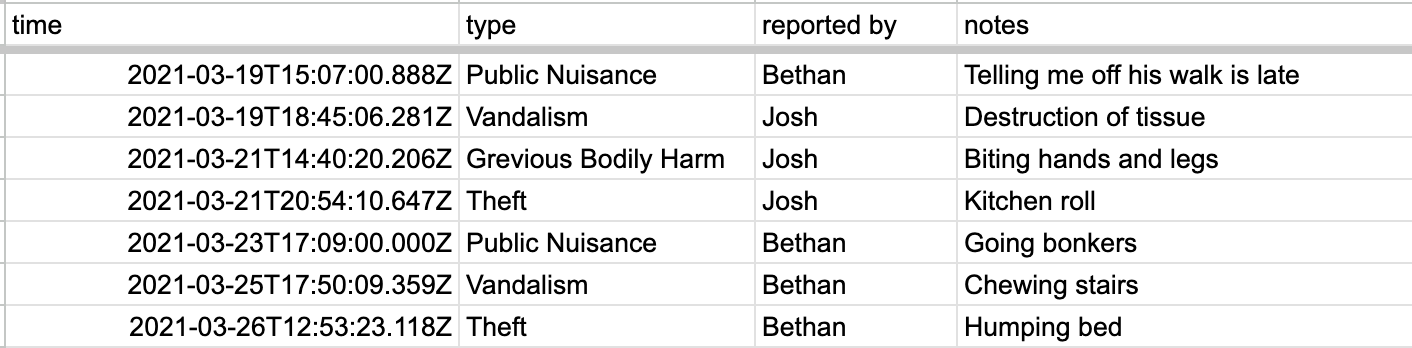 time type reported by notes
2021-03-19T15:07:00.888Z Public Nuisance Bethan Telling me off his walk is late
2021-03-19T18:45:06.281Z Vandalism Josh Destruction of tissue
2021-03-21T14:40:20.206Z Grevious Bodily Harm Josh Biting hands and legs
2021-03-21T20:54:10.647Z Theft Josh Kitchen roll
2021-03-23T17:09:00.000Z Public Nuisance Bethan Going bonkers
2021-03-25T17:50:09.359Z Vandalism Bethan Chewing stairs
2021-03-26T12:53:23.118Z Theft Bethan Humping bed